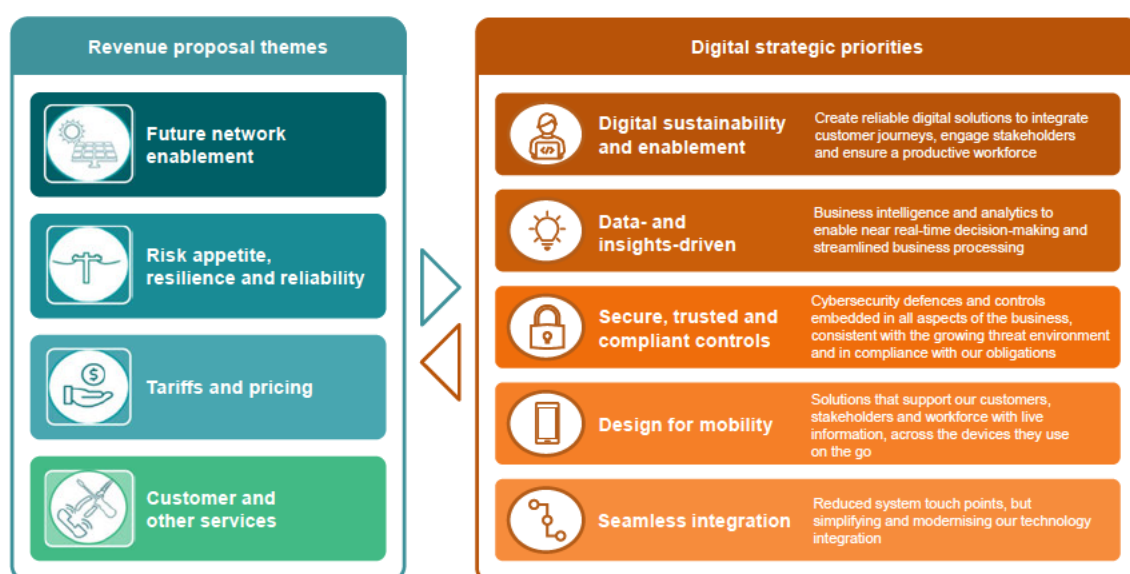 Revenue proposal themes
Future network
enablement
Risk appetite,
resilience and reliability
Tariffs and pricing
Customer and
other services
Digital strategic priorities
Digital sustainability
and enablement
Create reliable digital solutions to integrate
customer journeys, engage stakeholders
and ensure a productive workforce
Data- and
insights-driven
Business intelligence and analytics to
enable near real-time decision-making and
streamlined business processing
Secure, trusted and
compliant controls
Cybersecurity defences and controls
embedded in all aspects of the business,
consistent with the growing threat environment
and in compliance with our obligations
Design for mobility
Solutions that support our customers,
stakeholders and workforce with live
information, across the devices they use
on the go
Seamless integration
Reduced system touch points, but
simplifying and modernising our technology
integration